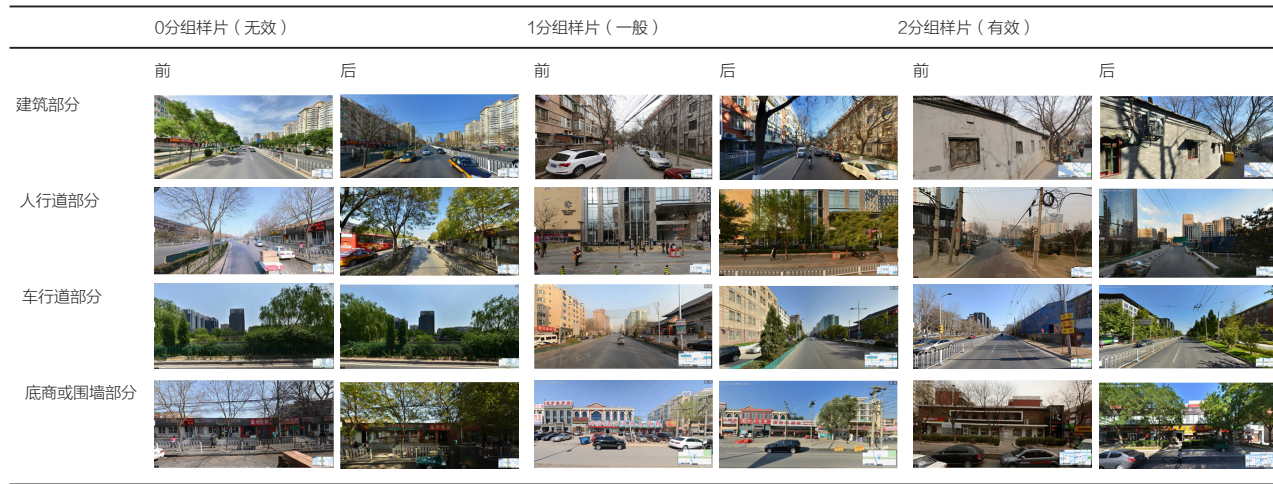 0分组样片（无效） 1分组样片（一般） 2分组样片（有效）
前 后 前 后 前 后
建筑部分
人行道部分
车行道部分
底商或围墙部分